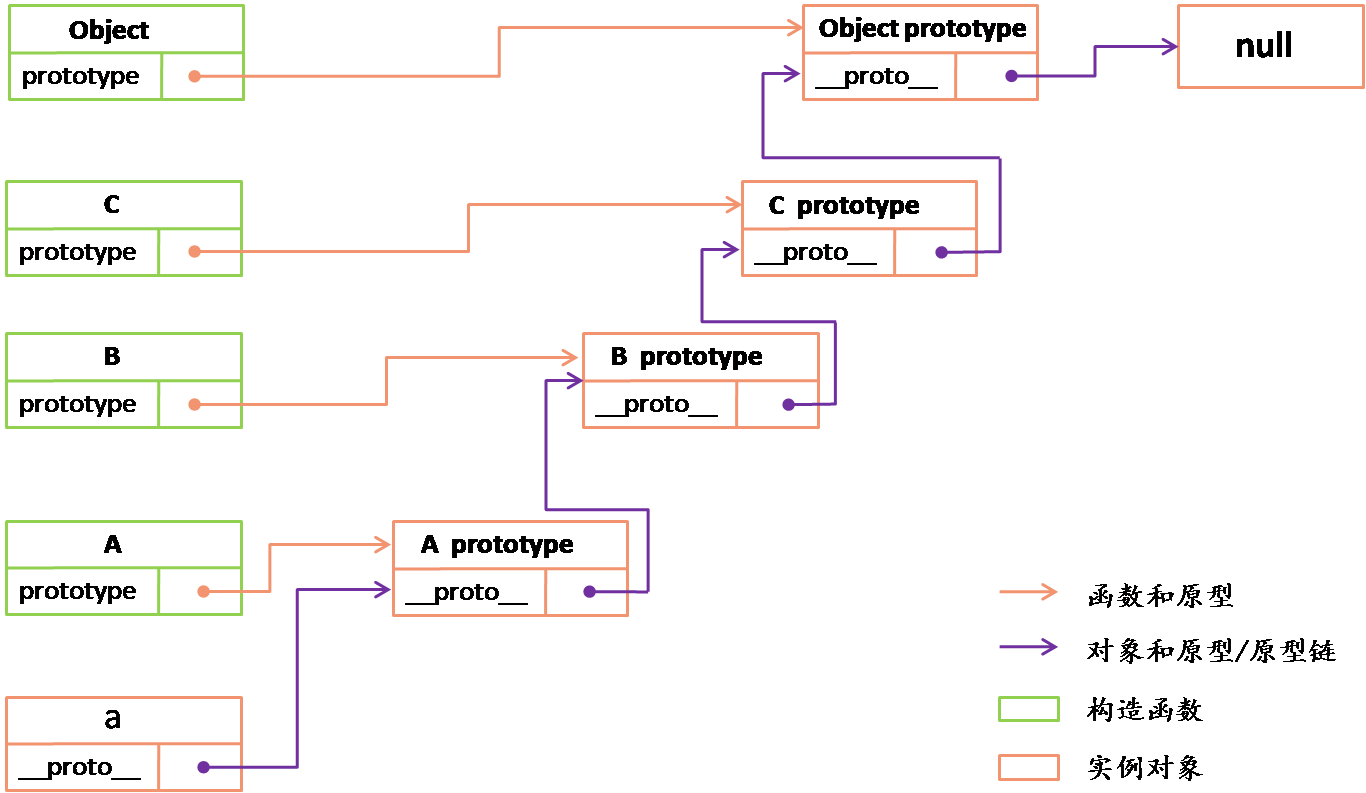 Object
prototype
Object prototype
__proto__
null
C
prototype
C prototype
__proto__
B
prototype
B prototype
__proto__
A
prototype
A prototype
__proto__
a
__proto__
函数和原型
对象和原型/原型链
构造函数
实例对象